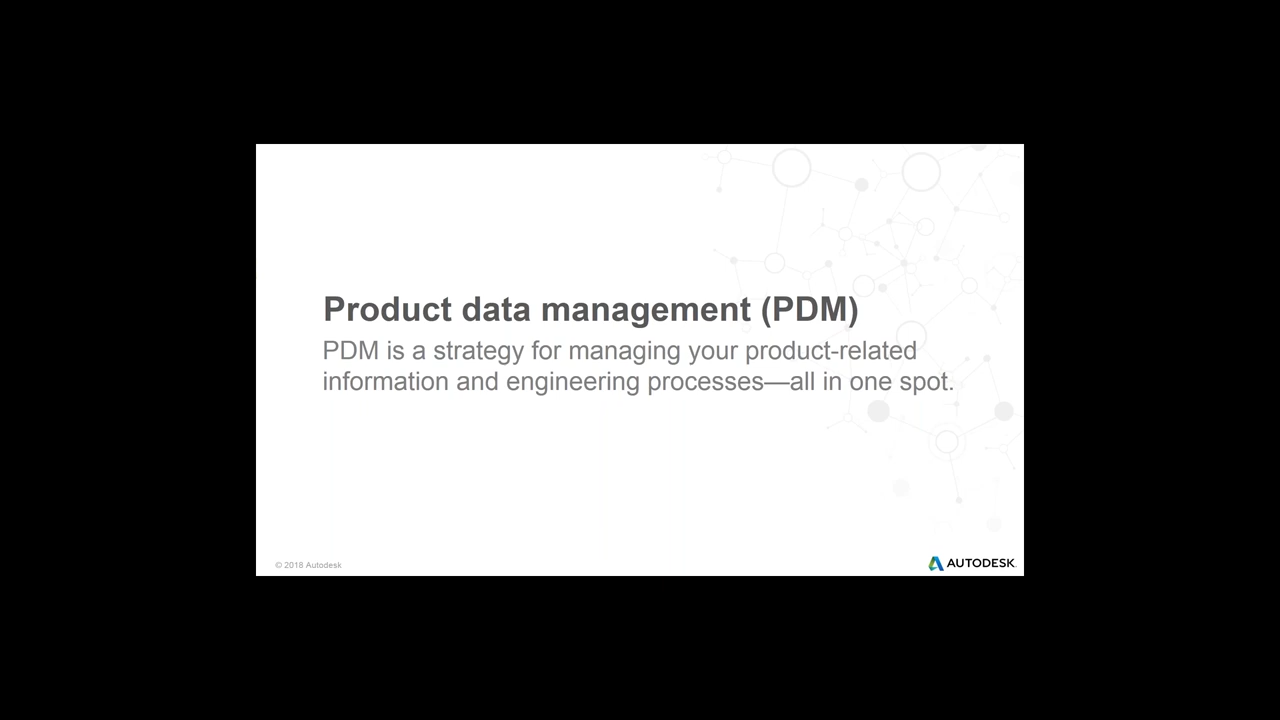 Product data management (PDM)
PDM is a strategy for managing your product-related
information and engineering processes—all in one spot.
© 2018 Autodesk
AUTODESK